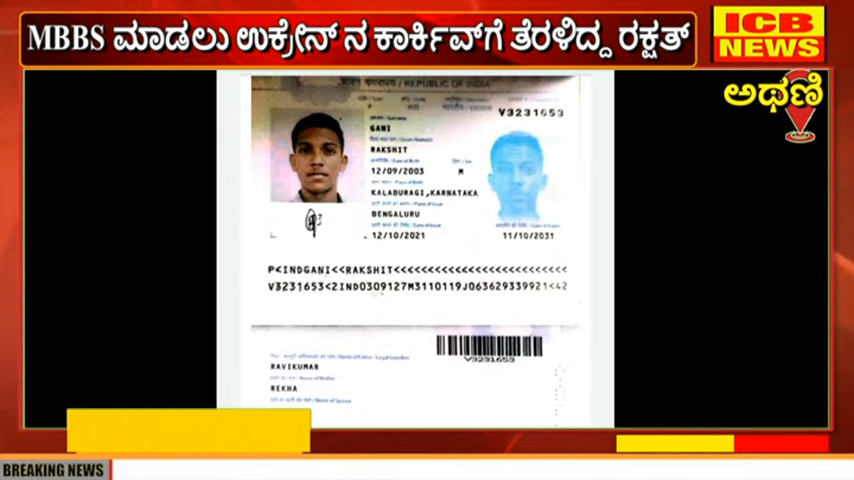 MBBS ಮಾಡಲು ಉಕ್ರೇನ್ ನ ಕಾರ್ಕಿವ್‌ಗೆ ತೆರಳಿದ್ದ ರಕ್ಷತ್
ICB
NEWS
ಅಥಣಿ
/ REPUBLIC OF INDIA
P
IND
V3231653
GANI
RAKSHIT
12/09/2003 M
KALABURAGI,KARNATAKA
BENGALURU
12/10/2021
11/10/2031
P<INDGANI<<RAKSHIT<<<<<<<<<<<<<<<<<<<<<<<<<<<
V3231653<2IND0309127M3110119J063629339921<42
V3231653
RAVIKUMAR
REKHA
BREAKING NEWS